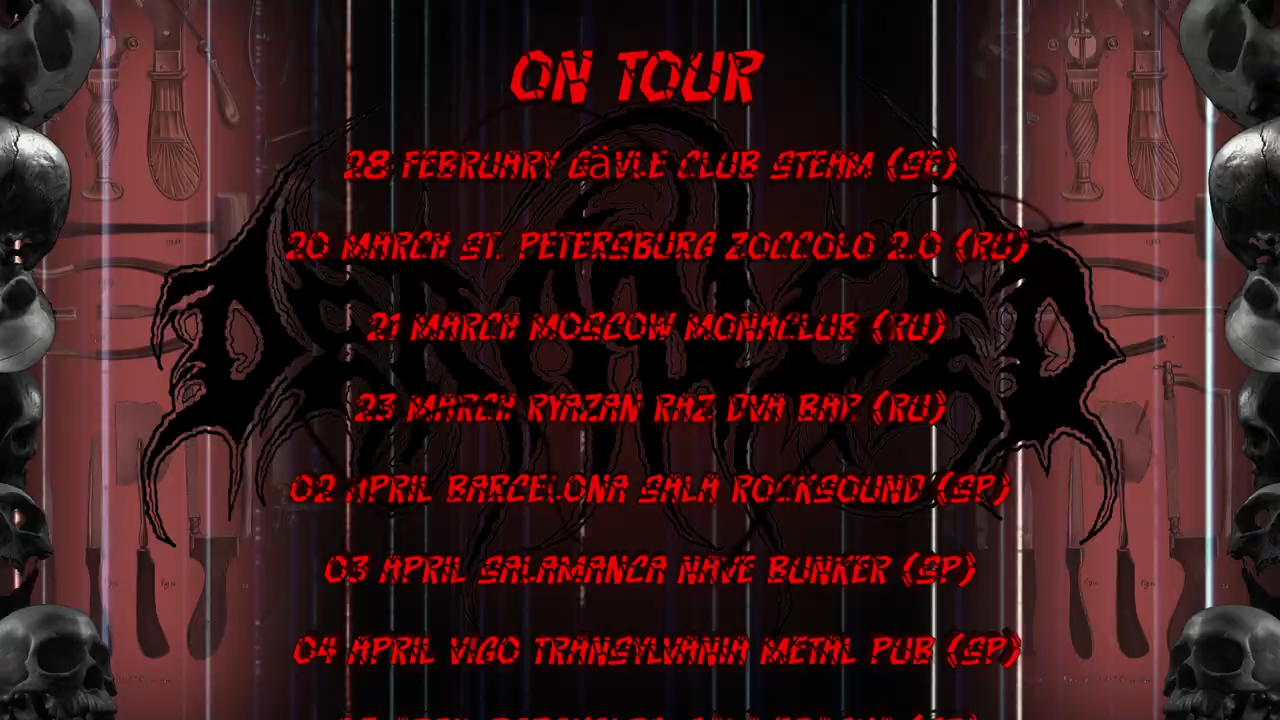 ON TOUR
28 FEBRUARY GäVLE CLUB STEAM (SE)
20 MARCH ST. PETERSBURG ZOCCOLO 2.0 (RU)
21 MARCH MOSCOW MONACLUB (RU)
23 MARCH RYAZAN RAZ DVA BAR (RU)
02 APRIL BARCELONA SALA ROCKSOUND (SP)
03 APRIL SALAMANCA NAVE BUNKER (SP)
04 APRIL VIGO TRANSYLVANIA METAL PUB (SP)